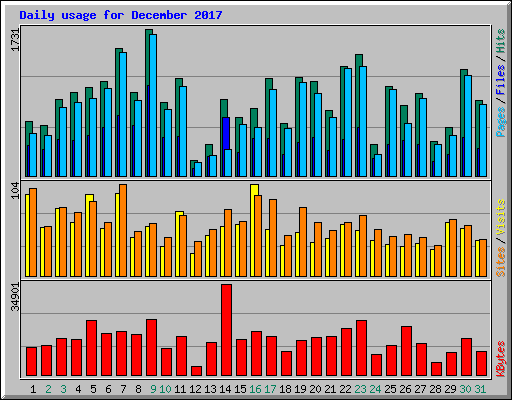 Daily usage for December 2017
1731
Pages / Files / Hits
104
Sites / Visits
34901
KBytes
1 2 3 4 5 6 7 8 9 10 11 12 13 14 15 16 17 18 19 20 21 22 23 24 25 26 27 28 29 30 31